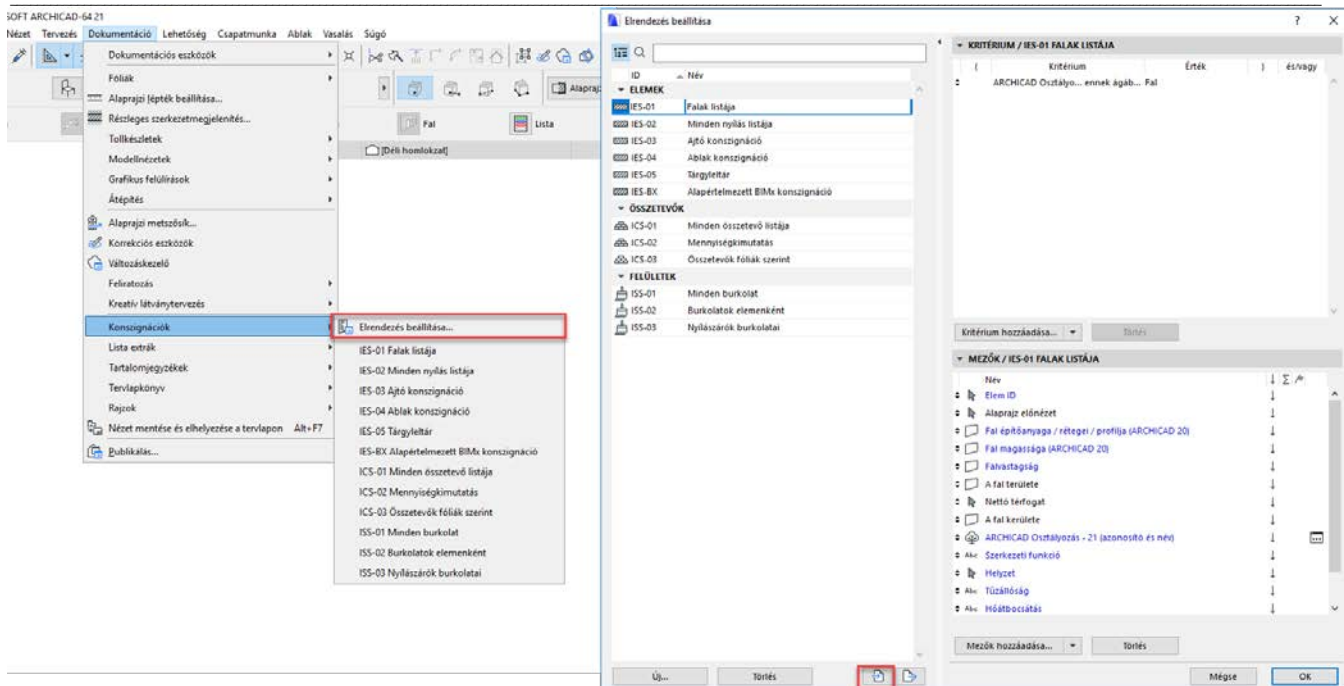 SOFT ARCHICAD-64 21
Nézet Tervezés Dokumentáció Lehetőség Csapatmunka Ablak Vasalás Súgó
Dokumentációs eszközök
Fóliák
Alaprajzi lépték beállítása...
Részleges szerkezetmegjelenítés...
Tollkészletek
Modellnézetek
Grafikus felülírások
Átépítés
Alaprajzi metszősík...
Korrekciós eszközök
Változáskezelő
Feliratozás
Kreatív látványtervezés
Konszignációk
Lista extrák
Tartalomjegyzékek
Tervlapkönyv
Rajzok
Nézet mentése és elhelyezése a tervlapon Alt+F7
Publikálás...
Alapraj
Fal
Lista
[Déli homlokzat]
Elrendezés beállítása...
IES-01 Falak listája
IES-02 Minden nyílás listája
IES-03 Ajtó konszignáció
IES-04 Ablak konszignáció
IES-05 Tárgyleltár
IES-BX Alapértelmezett BIMx konszignáció
ICS-01 Minden összetevő listája
ICS-02 Mennyiségkimutatás
ICS-03 Összetevők fóliák szerint
ISS-01 Minden burkolat
ISS-02 Burkolatok elemenként
ISS-03 Nyílászárók burkolatai
Elrendezés beállítása
? X
ID Név
ELEMEK
IES-01 Falak listája
IES-02 Minden nyílás listája
IES-03 Ajtó konszignáció
IES-04 Ablak konszignáció
IES-05 Tárgyleltár
IES-BX Alapértelmezett BIMx konszignáció
ÖSSZETEVŐK
ICS-01 Minden összetevő listája
ICS-02 Mennyiségkimutatás
ICS-03 Összetevők fóliák szerint
FELÜLETEK
ISS-01 Minden burkolat
ISS-02 Burkolatok elemenként
ISS-03 Nyílászárók burkolatai
Új...
Törlés
KRITÉRIUM / IES-01 FALAK LISTÁJA
( Kritérium Érték ) és/vagy
ARCHICAD Osztályo... ennek ágáb... Fal
Kritérium hozzáadása...
Törlés
MEZŐK / IES-01 FALAK LISTÁJA
Név
Elem ID
Alaprajz előnézet
Fal építőanyaga / rétegei / profilja (ARCHICAD 20)
Fal magassága (ARCHICAD 20)
Falvastagság
A fal területe
Nettó térfogat
A fal kerülete
ARCHICAD Osztályozás - 21 (azonosító és név)
Abc Szerkezeti funkció
Helyzet
Abc Tűzállóság
Abc Hőátbocsátás
Mezők hozzáadása...
Törlés
Mégse
OK